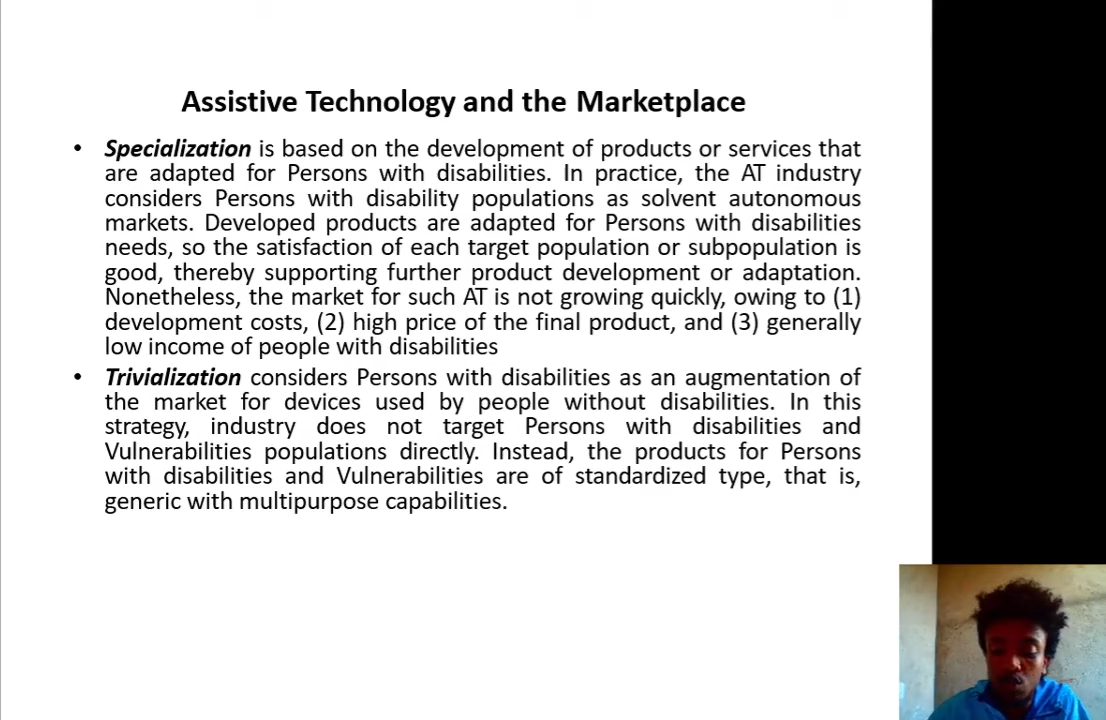 Assistive Technology and the Marketplace
• Specialization is based on the development of products or services that
are adapted for Persons with disabilities. In practice, the AT industry
considers Persons with disability populations as solvent autonomous
markets. Developed products are adapted for Persons with disabilities
needs, so the satisfaction of each target population or subpopulation is
good, thereby supporting further product development or adaptation.
Nonetheless, the market for such AT is not growing quickly, owing to (1)
development costs, (2) high price of the final product, and (3) generally
low income of people with disabilities
• Trivialization considers Persons with disabilities as an augmentation of
the market for devices used by people without disabilities. In this
strategy, industry does not target Persons with disabilities and
Vulnerabilities populations directly. Instead, the products for Persons
with disabilities and Vulnerabilities are of standardized type, that is,
generic with multipurpose capabilities.